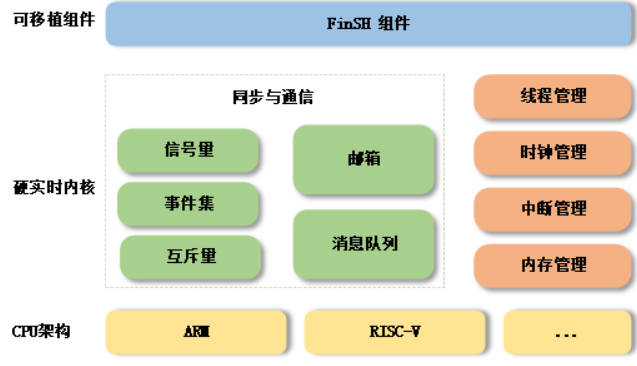 可移植组件
FinSH 组件
同步与通信
线程管理
信号量
邮箱
时钟管理
硬实时内核
事件集
中断管理
互斥量
消息队列
内存管理
CPU架构
ARM
RISC-V
...